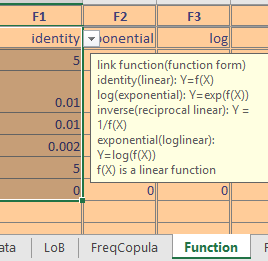 F1 F2 F3
identity ponential log
5
0.01
0.01
0.002
5
0 0 0
link function(function form)
identity(linear): Y=f(X)
log(exponential): Y=exp(f(X))
inverse(reciprocal linear): Y =
1/f(X)
exponential(loglinear):
Y=log(f(X))
f(X) is a linear function
ata LoB FreqCopula Function